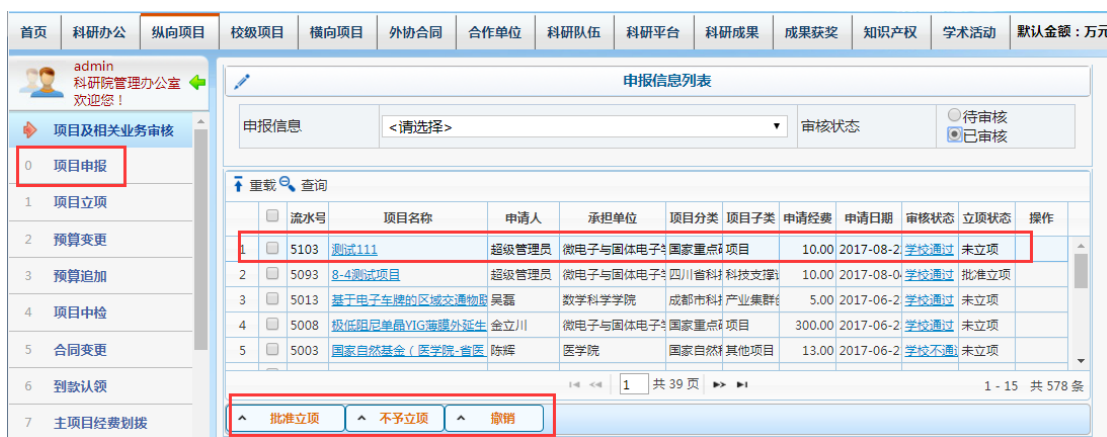 首页 科研办公 纵向项目 校级项目 横向项目 外协合同 合作单位 科研队伍 科研平台 科研成果 成果获奖 知识产权 学术活动 默认金额：万元
admin
科研院管理办公室
欢迎您！
项目及相关业务审核
0 项目申报
1 项目立项
2 预算变更
3 预算追加
4 项目中检
5 合同变更
6 到款认领
7 主项目经费划拨
申报信息列表
申报信息 <请选择> 审核状态 待审核
已审核
重载 查询
流水号 项目名称 申请人 承担单位 项目分类 项目子类 申请经费 申请日期 审核状态 立项状态 操作
1 5103 测试111 超级管理员 微电子与固体电子 国家重点 项目 10.00 2017-08-2 学校通过 未立项
2 5093 8-4测试项目 超级管理员 微电子与固体电子 四川省科 科技支撑 10.00 2017-08-0 学校通过 批准立项
3 5013 基于电子车牌的区域交通物联 吴磊 数学科学学院 成都市科 产业集群 5.00 2017-06-2 学校通过 未立项
4 5008 极低阻尼单晶YIG薄膜外延生 金立川 微电子与固体电子 国家重点 项目 300.00 2017-06-2 学校通过 未立项
5 5003 国家自然基金（医学院-省医 陈辉 医学院 国家自然 其他项目 13.00 2017-06-2 学校不通 未立项
1 共39页 1 - 15 共578条
批准立项 不予立项 撤销